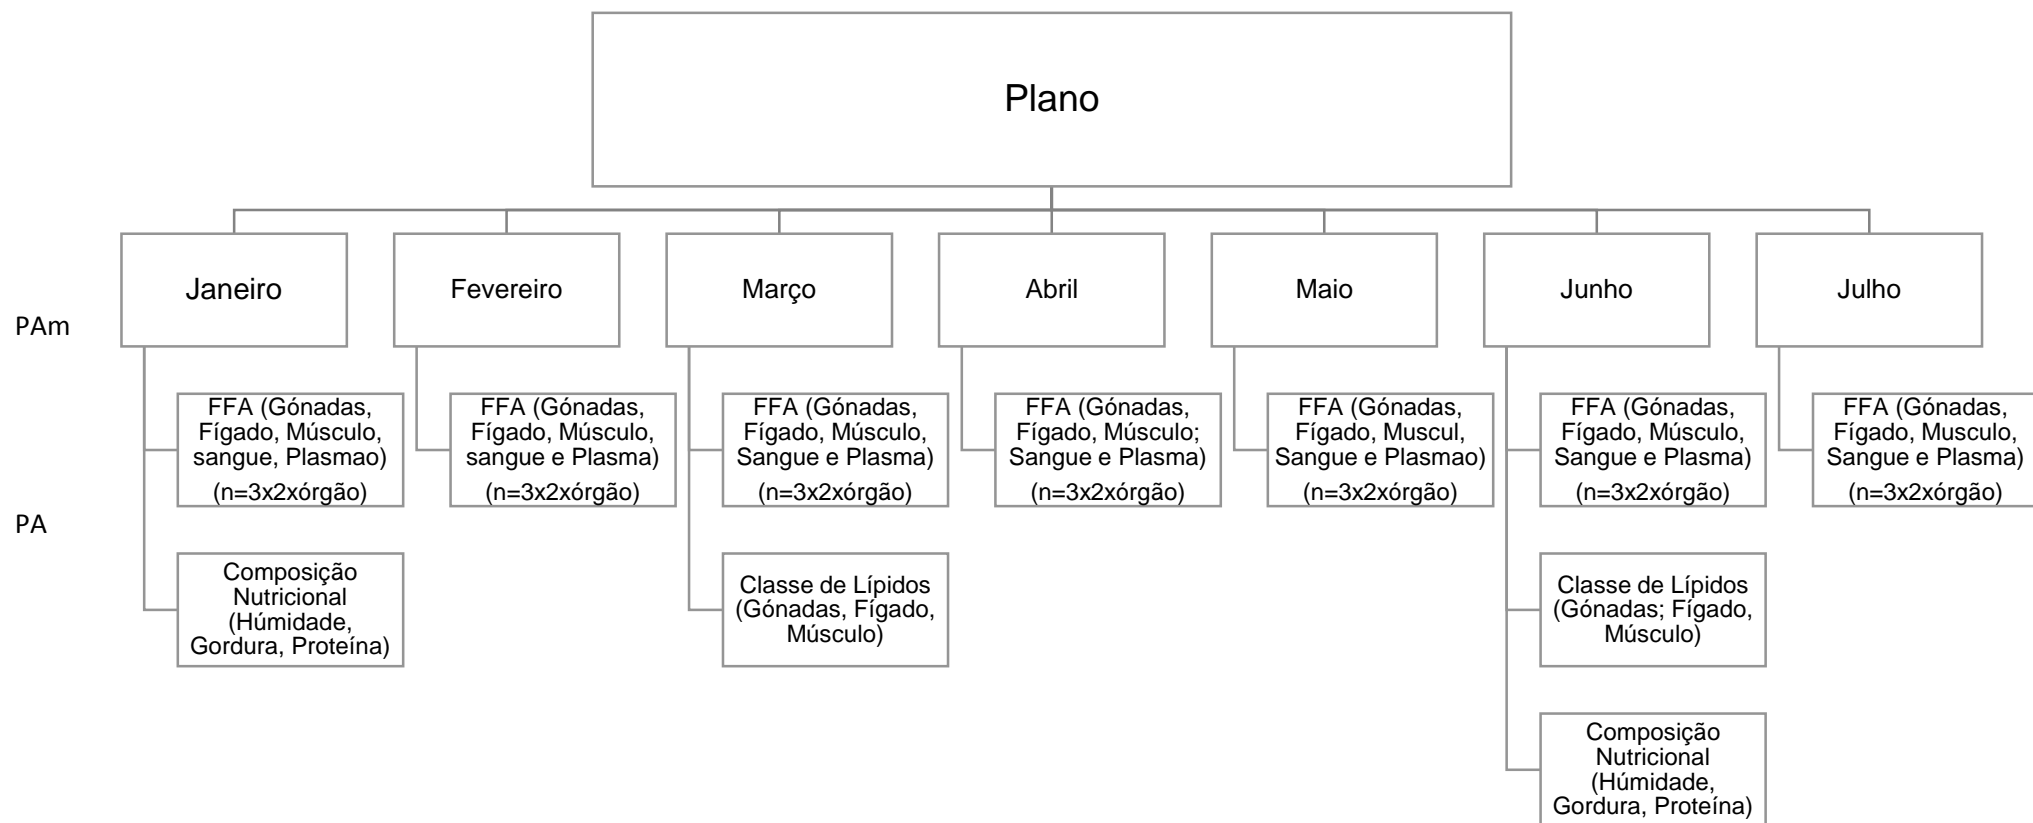 Plano
Janeiro
Fevereiro
Março
Abril
Maio
Junho
Julho
PAm
FFA (Gónadas,
Fígado, Músculo,
sangue, Plasmao)
(n=3x2xórgão)
FFA (Gónadas,
Fígado, Músculo,
sangue e Plasma)
(n=3x2xórgão)
FFA (Gónadas,
Fígado, Músculo,
Sangue e Plasma)
(n=3x2xórgão)
FFA (Gónadas,
Fígado, Músculo;
Sangue e Plasma)
(n=3x2xórgão)
FFA (Gónadas,
Fígado, Muscul,
Sangue e Plasmao)
(n=3x2xórgão)
FFA (Gónadas,
Fígado, Músculo,
Sangue e Plasma)
(n=3x2xórgão)
FFA (Gónadas,
Fígado, Musculo,
Sangue e Plasma)
(n=3x2xórgão)
PA
Composição
Nutricional
(Húmidade,
Gordura, Proteína)
Classe de Lípidos
(Gónadas, Fígado,
Músculo)
Classe de Lípidos
(Gónadas; Fígado,
Músculo)
Composição
Nutricional
(Húmidade,
Gordura, Proteína)